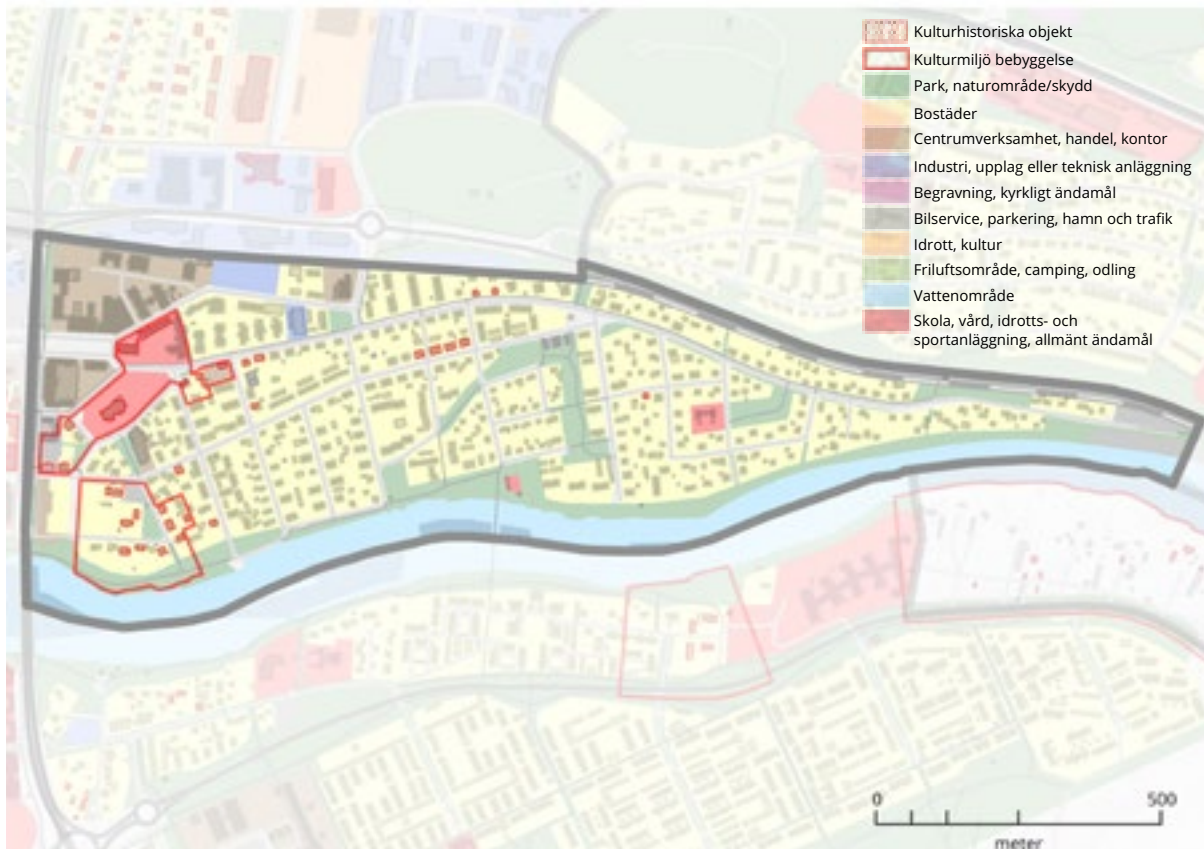 Kulturhistoriska objekt
Kulturmiljö bebyggelse
Park, naturområde/skydd
Bostäder
Centrumverksamhet, handel, kontor
Industri, upplag eller teknisk anläggning
Begravning, kyrkligt ändamål
Bilservice, parkering, hamn och trafik
Idrott, kultur
Friluftsområde, camping, odling
Vattenområde
Skola, vård, idrotts- och
sportanläggning, allmänt ändamål
0 500
meter